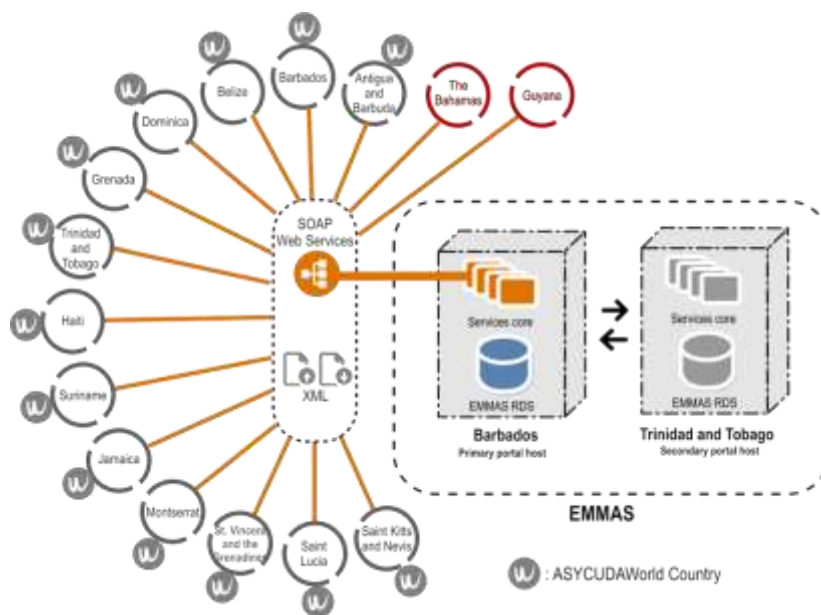 Barbados
Belize
Antigua
and
Barbuda
The
Bahamas
Guyana
Dominica
Grenada
Trinidad
and
Tobago
Haiti
Suriname
Jamaica
Montserrat
St. Vincent
and the
Grenadines
Saint
Lucia
Saint Kitts
and Nevis
SOAP
Web Services
XML
Services core
EMMAS RDS
Barbados
Primary portal host
Services core
EMMAS RDS
Trinidad and Tobago
Secondary portal host
EMMAS
: ASYCUDAWorld Country